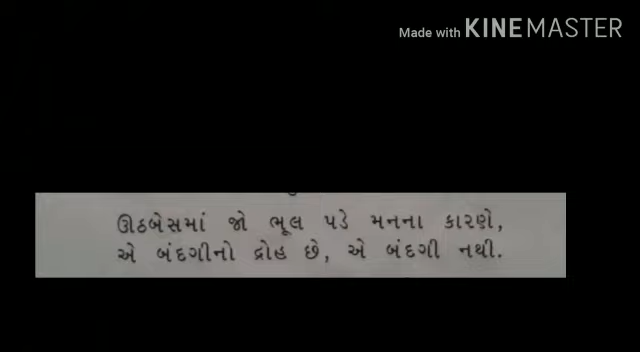 Made with KINEMASTER
ઊઠબેસમાં જો ભૂલ પડે મનના કારણે,
એ બંદગીનો દ્રોહ છે, એ બંદગી નથી.